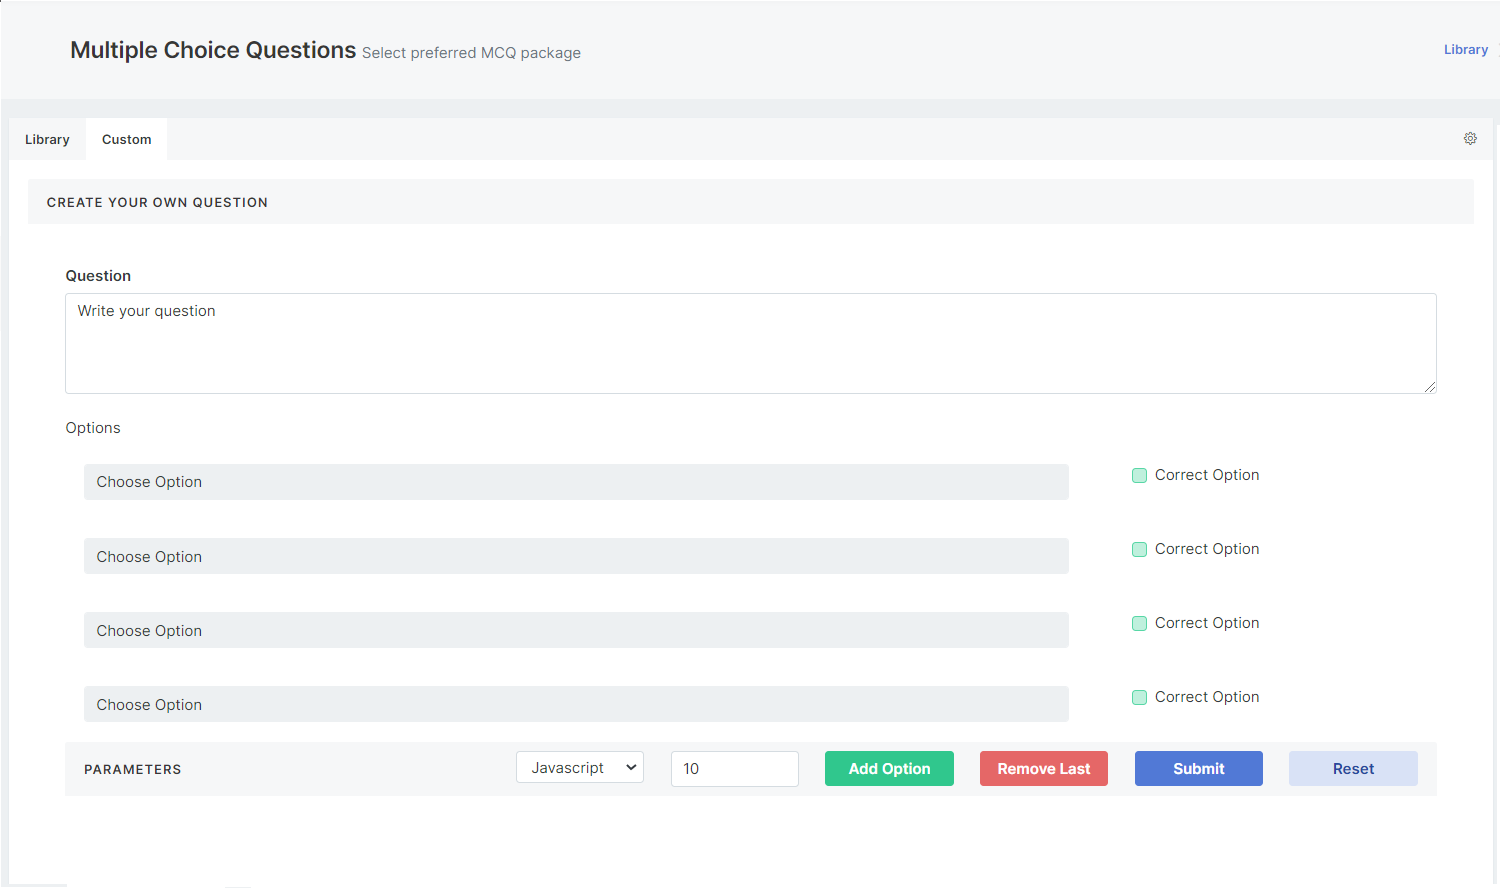 Multiple Choice Questions Select preferred MCQ package
Library
Library Custom
CREATE YOUR OWN QUESTION
Question
Write your question
Options
Choose Option Correct Option
Choose Option Correct Option
Choose Option Correct Option
Choose Option Correct Option
PARAMETERS Javascript 10 Add Option Remove Last Submit Reset